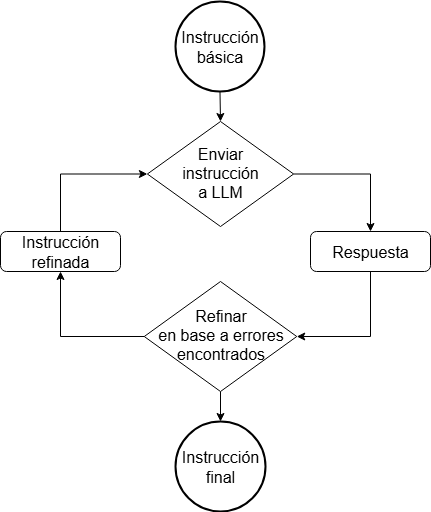 Instrucción
básica
Enviar
instrucción
a LLM
Instrucción
refinada
Respuesta
Refinar
en base a errores
encontrados
Instrucción
final